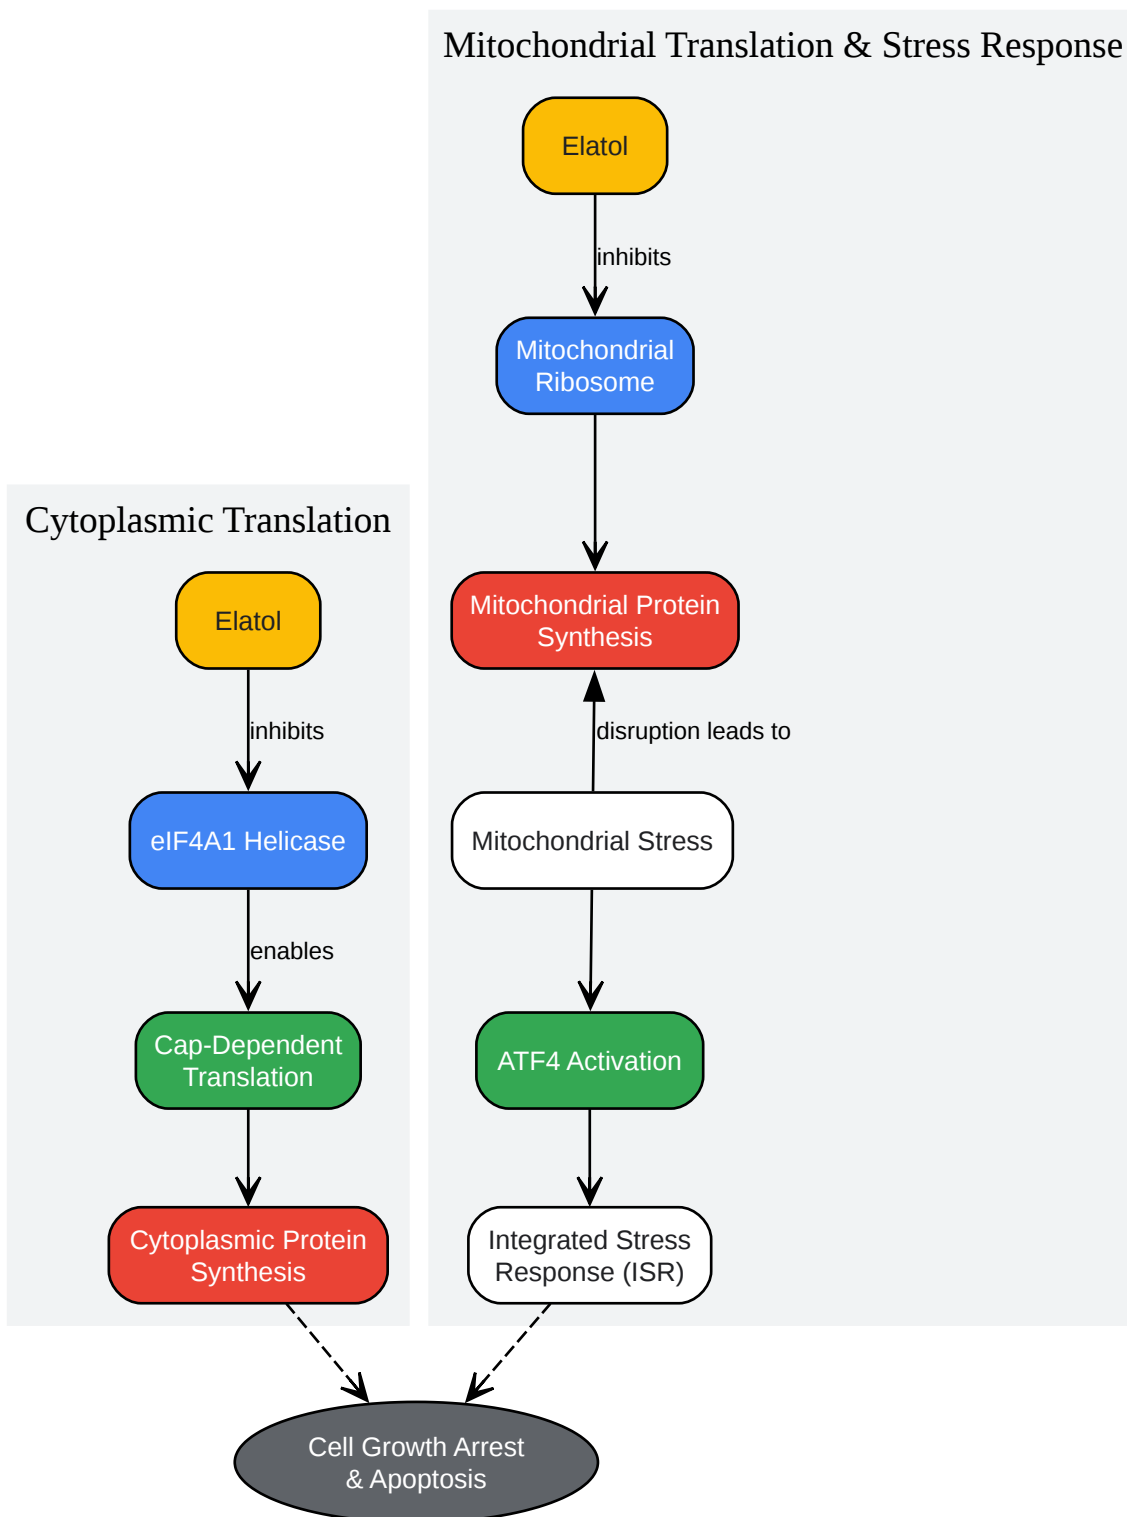 Mitochondrial Translation & Stress Response
Elatol
inhibits
Mitochondrial
Ribosome
Mitochondrial Protein
Synthesis
disruption leads to
Mitochondrial Stress
ATF4 Activation
Integrated Stress
Response (ISR)
Cytoplasmic Translation
Elatol
inhibits
eIF4A1 Helicase
enables
Cap-Dependent
Translation
Cytoplasmic Protein
Synthesis
Cell Growth Arrest
& Apoptosis